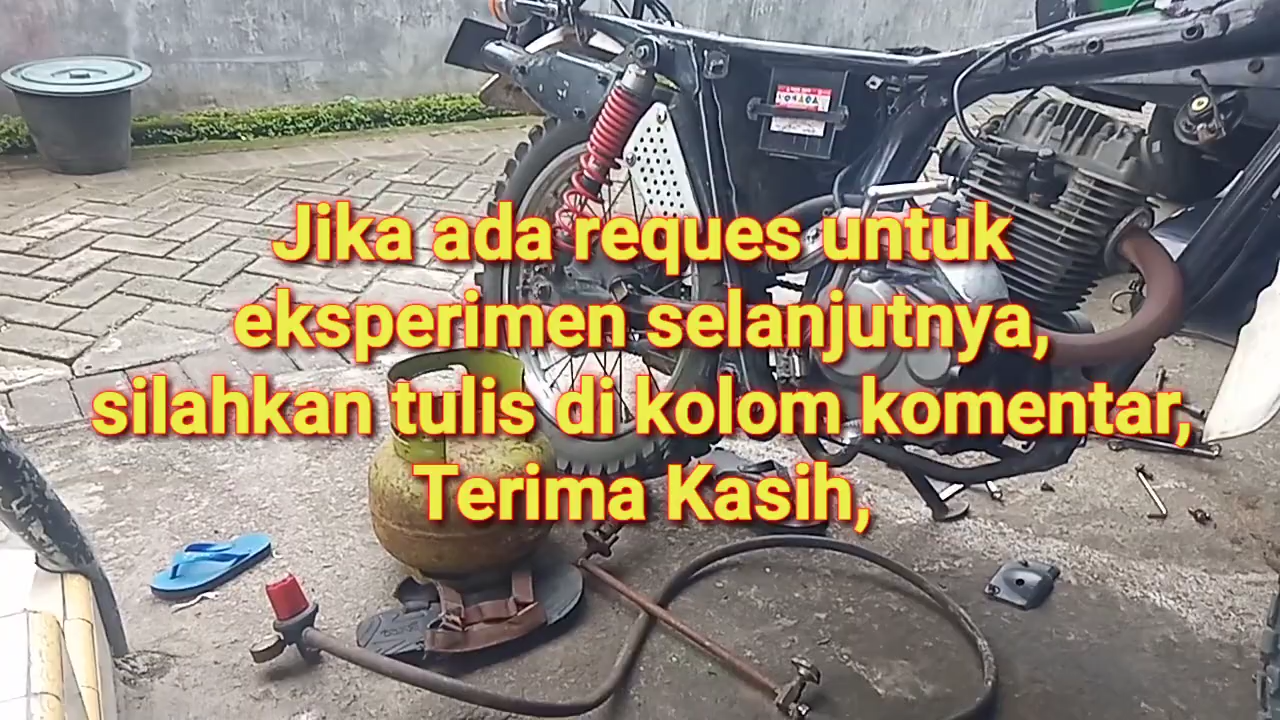 Jika ada reques untuk
eksperimen selanjutnya,
silahkan tulis di kolom komentar,
Terima Kasih,